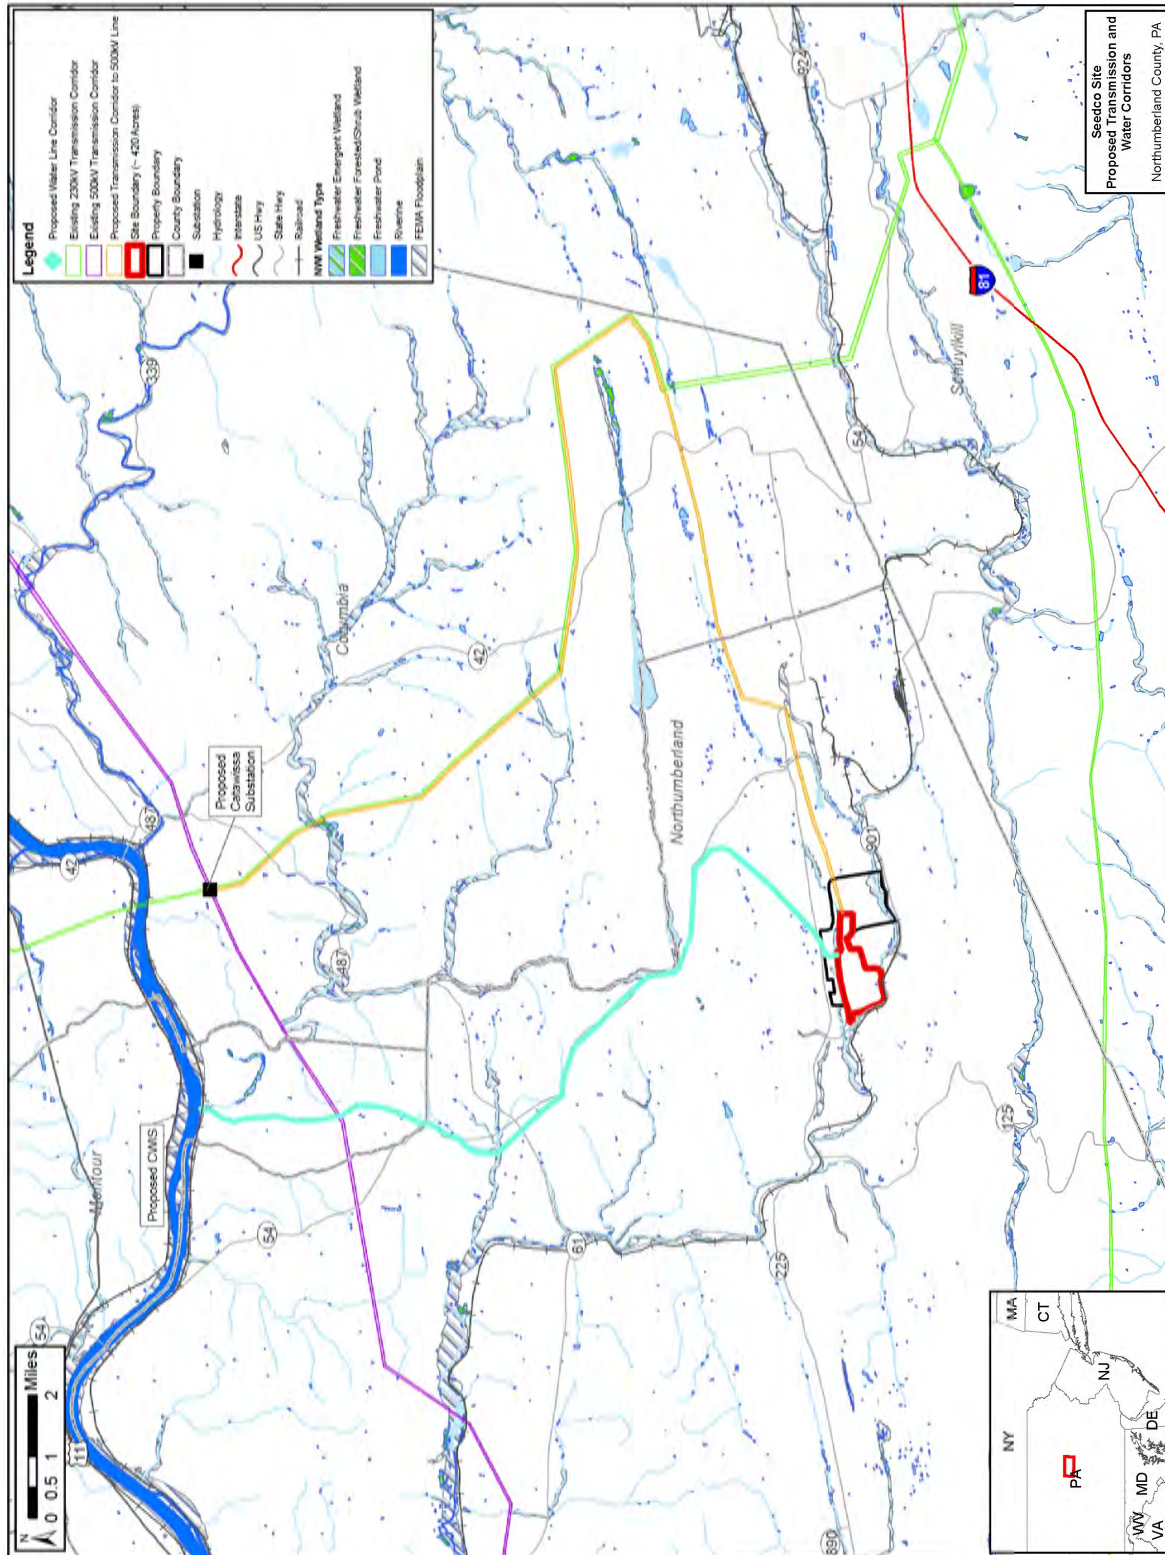 Legend
Proposed Water Line Corridor
Existing 230kV Transmission Corridor
Existing 500kV Transmission Corridor
Proposed Transmission Corridor to 500kV Line
Site Boundary (~ 420 Acres)
Property Boundary
County Boundary
Substation
Hydrology
Interstate
US Hwy
State Hwy
Railroad
NWI Wetland Type
Freshwater Emergent Wetland
Freshwater Forested/Shrub Wetland
Freshwater Pond
Riverine
FEMA Floodplain
N
0 0.5 1 2
Miles
11
54
Montour
Proposed CWIS
54
42
487
339
Proposed
Catawissa
Substation
487
Columbia
42
61
Northumberland
225
890
901
125
54
924
Schuylkill
81
NY
MA
CT
PA
NJ
MD
DE
WV
VA
Seedco Site
Proposed Transmission and
Water Corridors
Northumberland County, PA